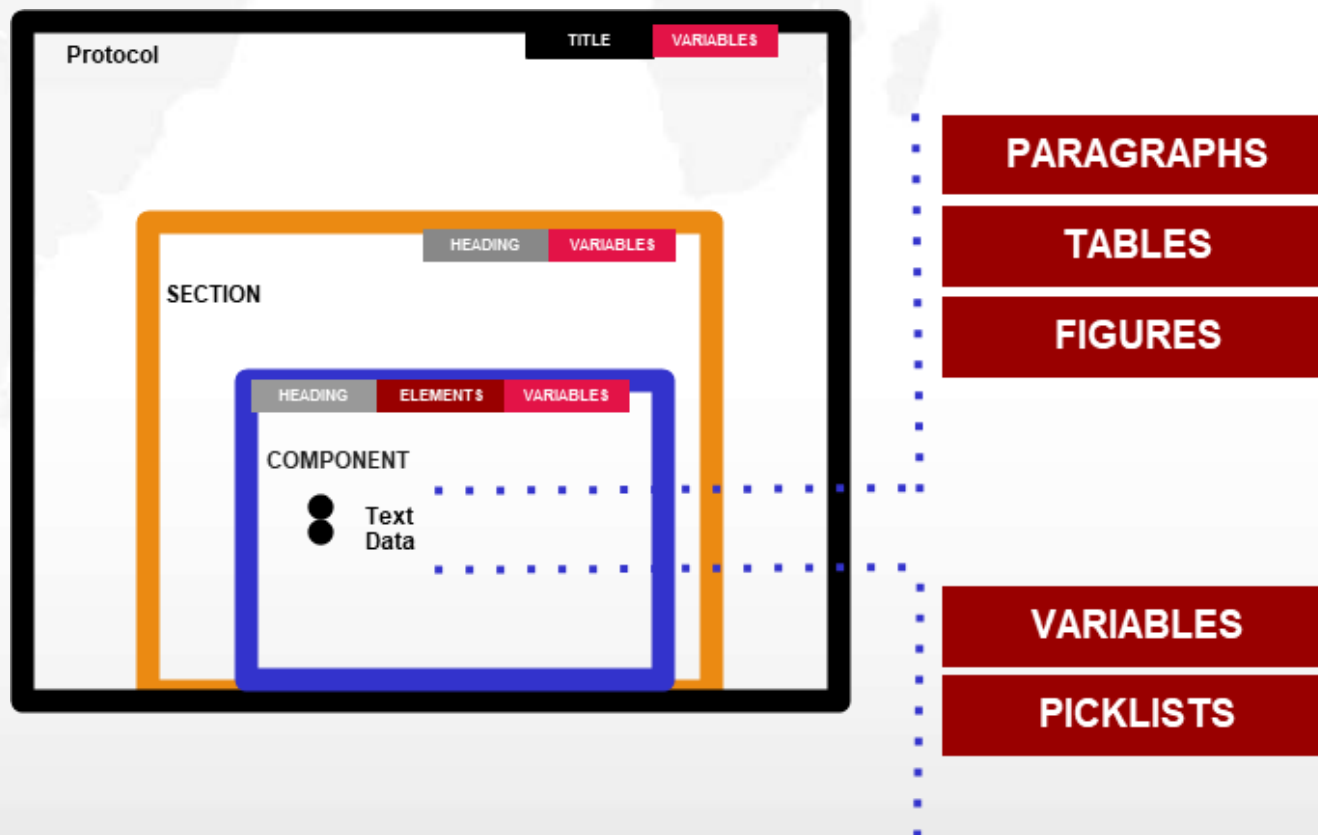 Protocol
TITLE VARIABLES
PARAGRAPHS
TABLES
HEADING VARIABLES
SECTION
FIGURES
HEADING ELEMENTS VARIABLES
COMPONENT
Text
Data
VARIABLES
PICKLISTS